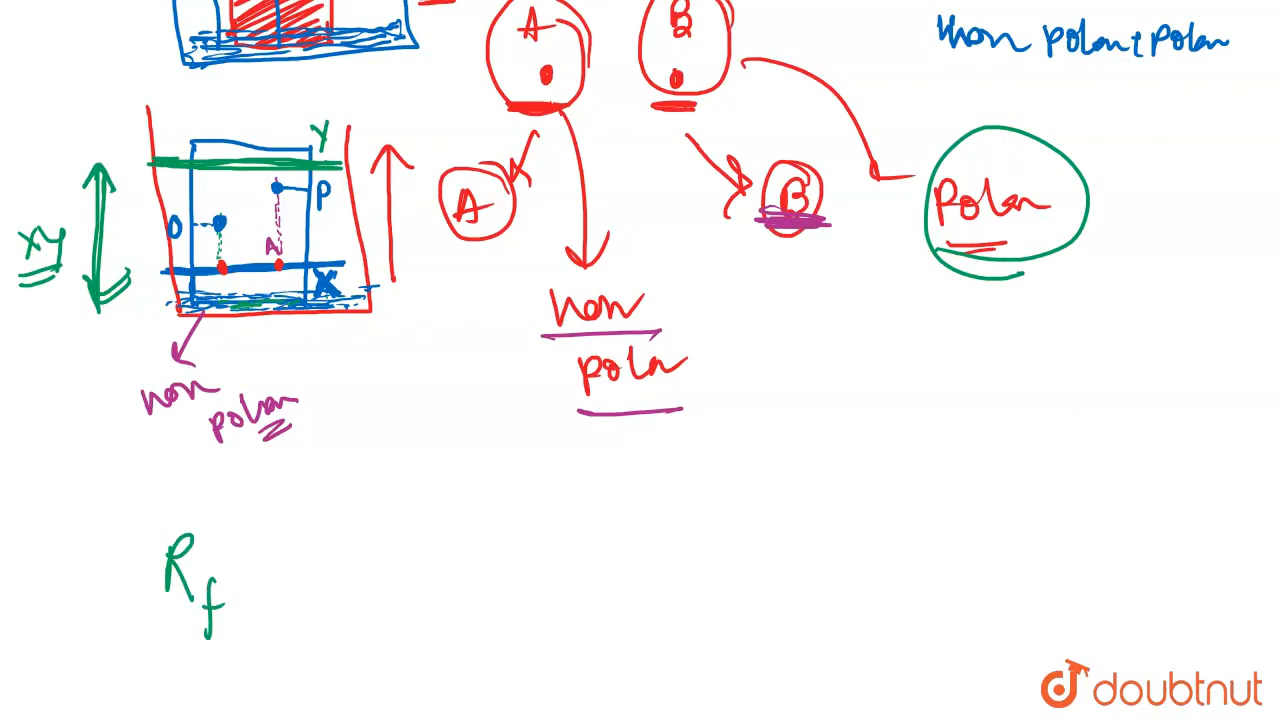 A
B
non polar & polar
Y
P
O
A
X
XY
A
B
Polar
non
polar
non
polar
Rf
doubtnut